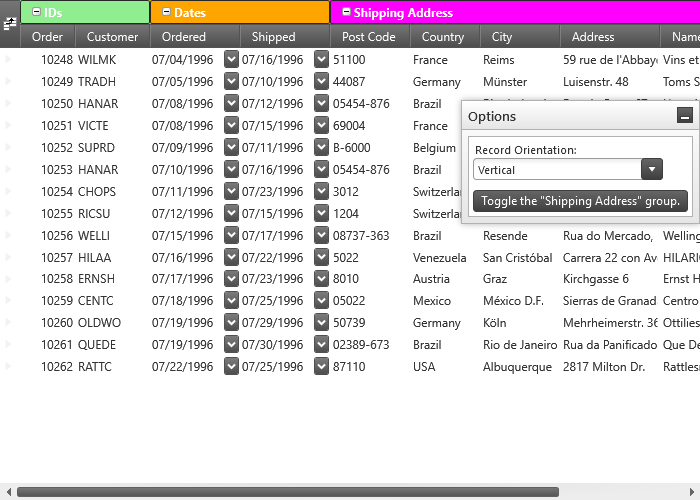 IDs Dates Shipping Address
Order Customer Ordered Shipped Post Code Country City Address Name
10248 WILMK 07/04/1996 07/16/1996 51100 France Reims 59 rue de l'Abbaye Vins et
10249 TRADH 07/05/1996 07/10/1996 44087 Germany Münster Luisenstr. 48 Toms S
10250 HANAR 07/08/1996 07/12/1996 05454-876 Brazil
10251 VICTE 07/08/1996 07/15/1996 69004 France
10252 SUPRD 07/09/1996 07/11/1996 B-6000 Belgium
10253 HANAR 07/10/1996 07/16/1996 05454-876 Brazil
10254 CHOPS 07/11/1996 07/23/1996 3012 Switzerlan
10255 RICSU 07/12/1996 07/15/1996 1204 Switzerlan
10256 WELLI 07/15/1996 07/17/1996 08737-363 Brazil Resende Rua do Mercado, Welling
10257 HILAA 07/16/1996 07/22/1996 5022 Venezuela San Cristóbal Carrera 22 con Av HILARI
10258 ERNSH 07/17/1996 07/23/1996 8010 Austria Graz Kirchgasse 6 Ernst H
10259 CENTC 07/18/1996 07/25/1996 05022 Mexico México D.F. Sierras de Granad Centro
10260 OLDWO 07/19/1996 07/29/1996 50739 Germany Köln Mehrheimerstr. 36 Ottilies
10261 QUEDE 07/19/1996 07/30/1996 02389-673 Brazil Rio de Janeiro Rua da Panificado Que De
10262 RATTC 07/22/1996 07/25/1996 87110 USA Albuquerque 2817 Milton Dr. Rattles
Options
Record Orientation:
Vertical
Toggle the "Shipping Address" group.